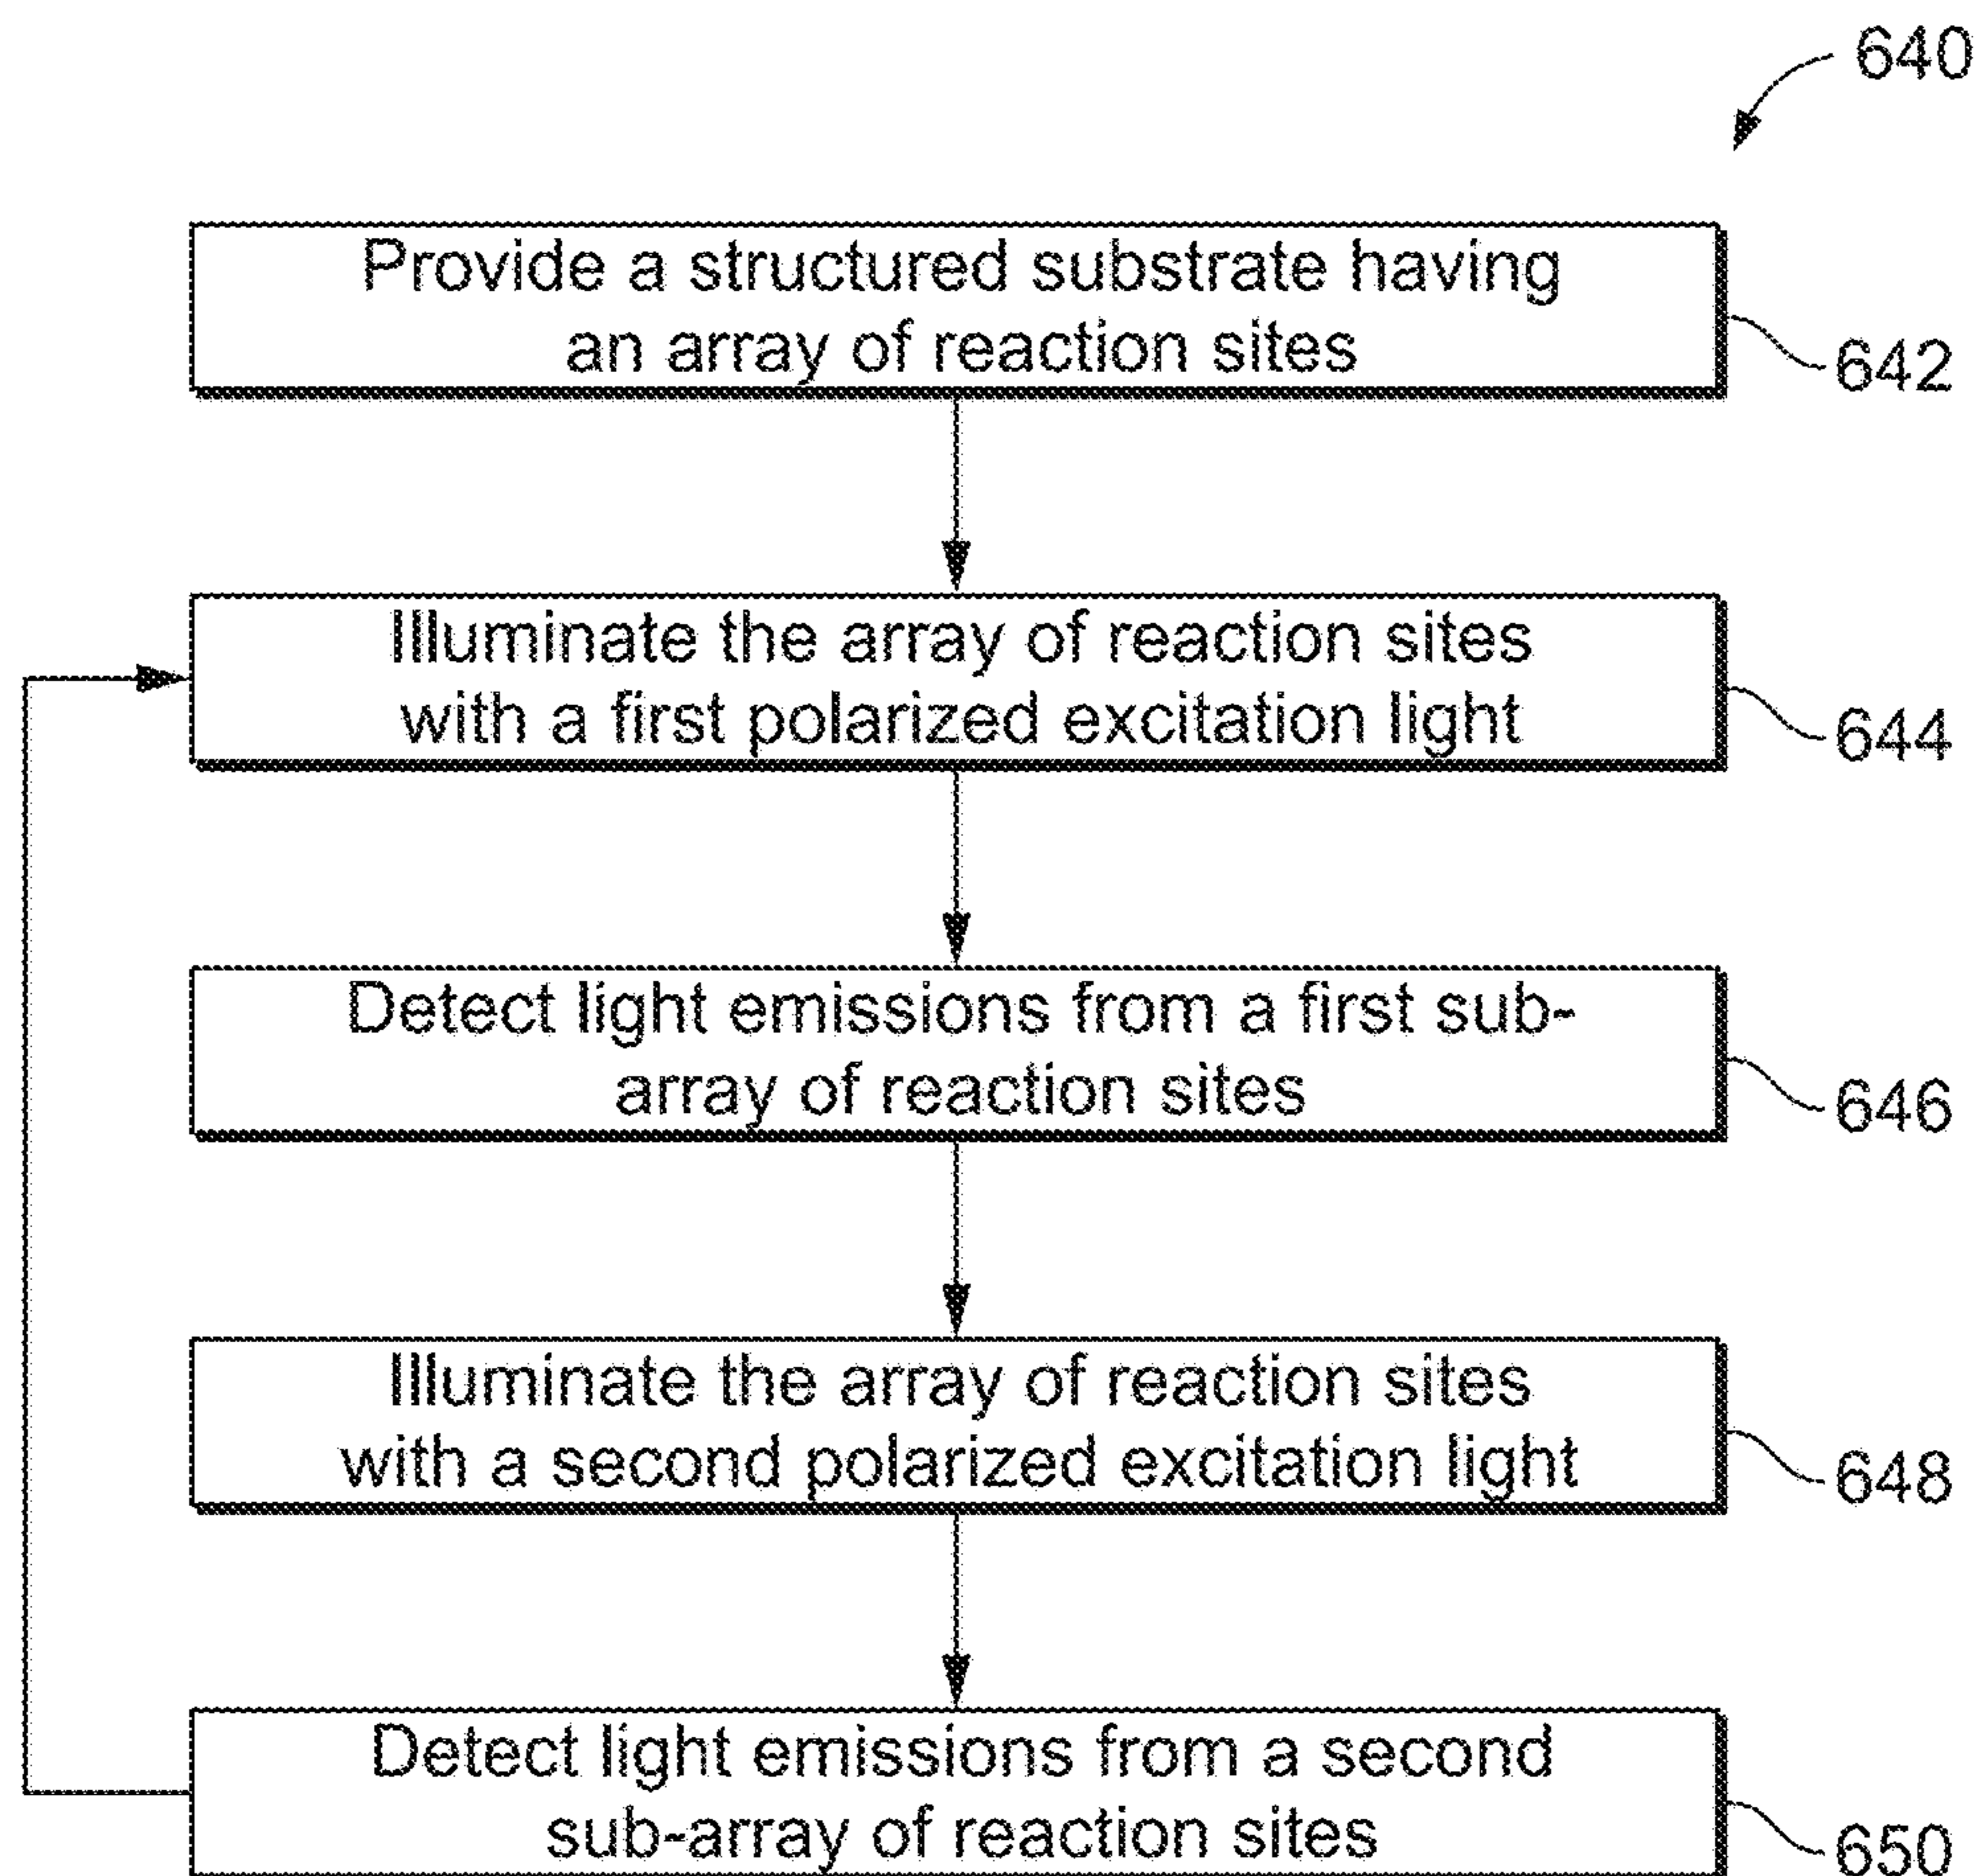 640
Provide a structured substrate having
an array of reaction sites
642
Illuminate the array of reaction sites
with a first polarized excitation light
644
Detect light emissions from a first sub-
array of reaction sites
646
Illuminate the array of reaction sites
with a second polarized excitation light
648
Detect light emissions from a second
sub-array of reaction sites
650